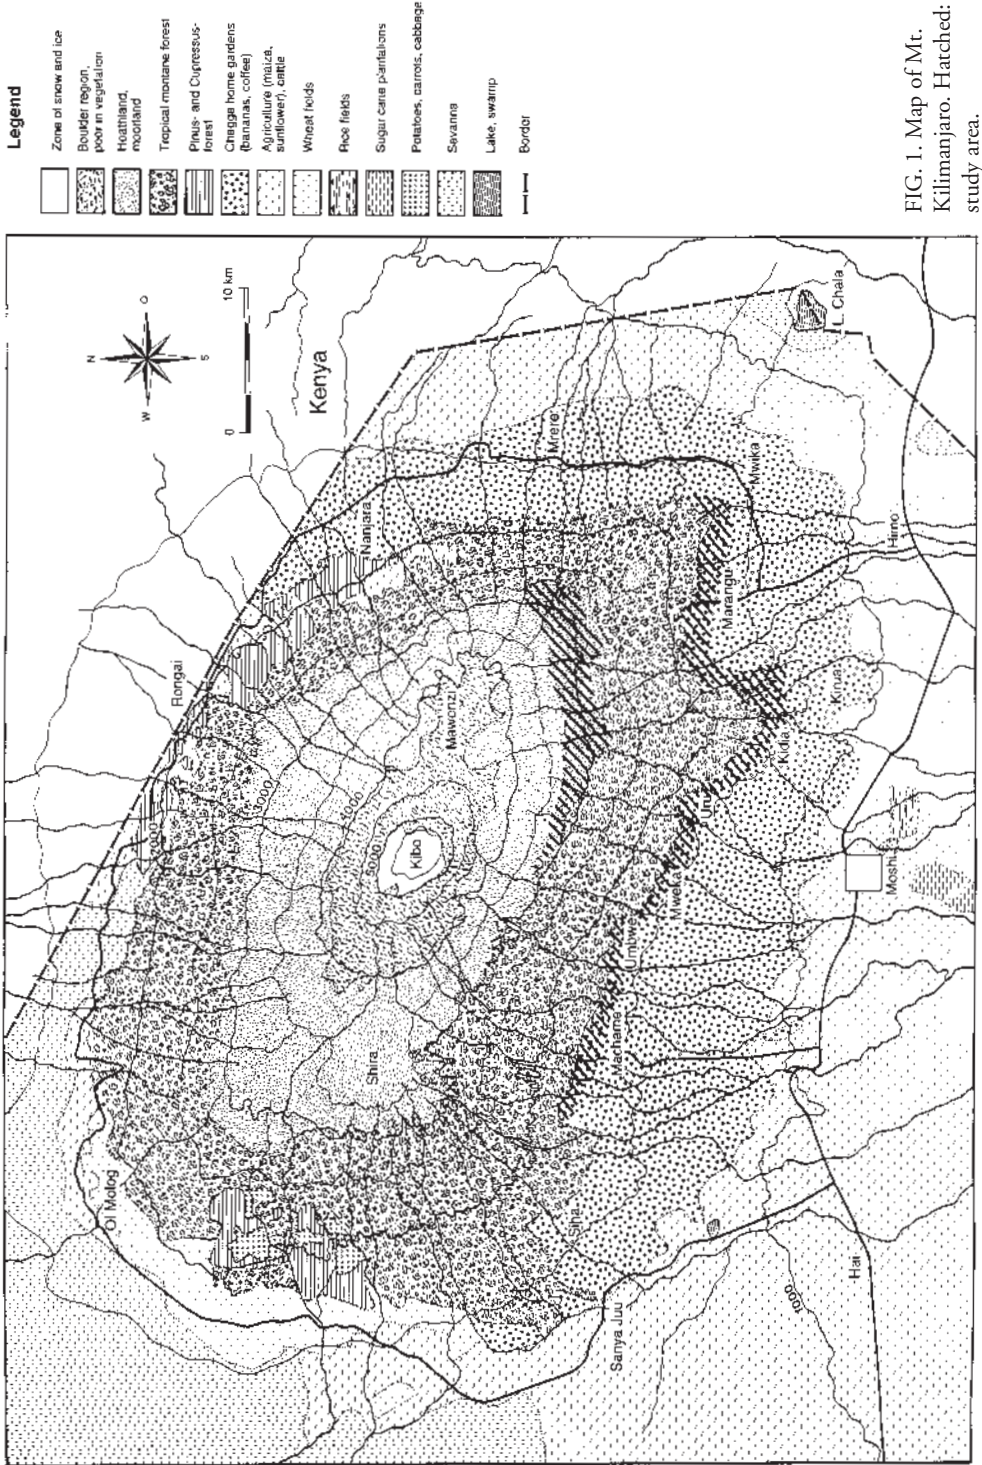 Legend
Zone of snow and ice
Boulder region,
poor in vegetation
Heathland,
moorland
Tropical montane forest
Pinus- and Cupressus-
forest
Chagga home gardens
(bananas, coffee)
Agriculture (maize,
sunflower), cattle
Wheat fields
Rice fields
Sugar cane plantations
Potatoes, carrots, cabbage
Savanna
Lake, swamp
Border
FIG. 1. Map of Mt.
Kilimanjaro. Hatched:
study area.
N
O
S
W
0
10 km
Kenya
Rongai
Nanjara
Mrere
Mwika
L. Chala
Ol Molog
3000
4000
5000
Kibo
Mawenzi
Shira
Marangu
Himo
Kirua
Kidia
Uru
Mweka
Umbwe
Machame
Moshi
Siha
Sanya Juu
Hai
1000